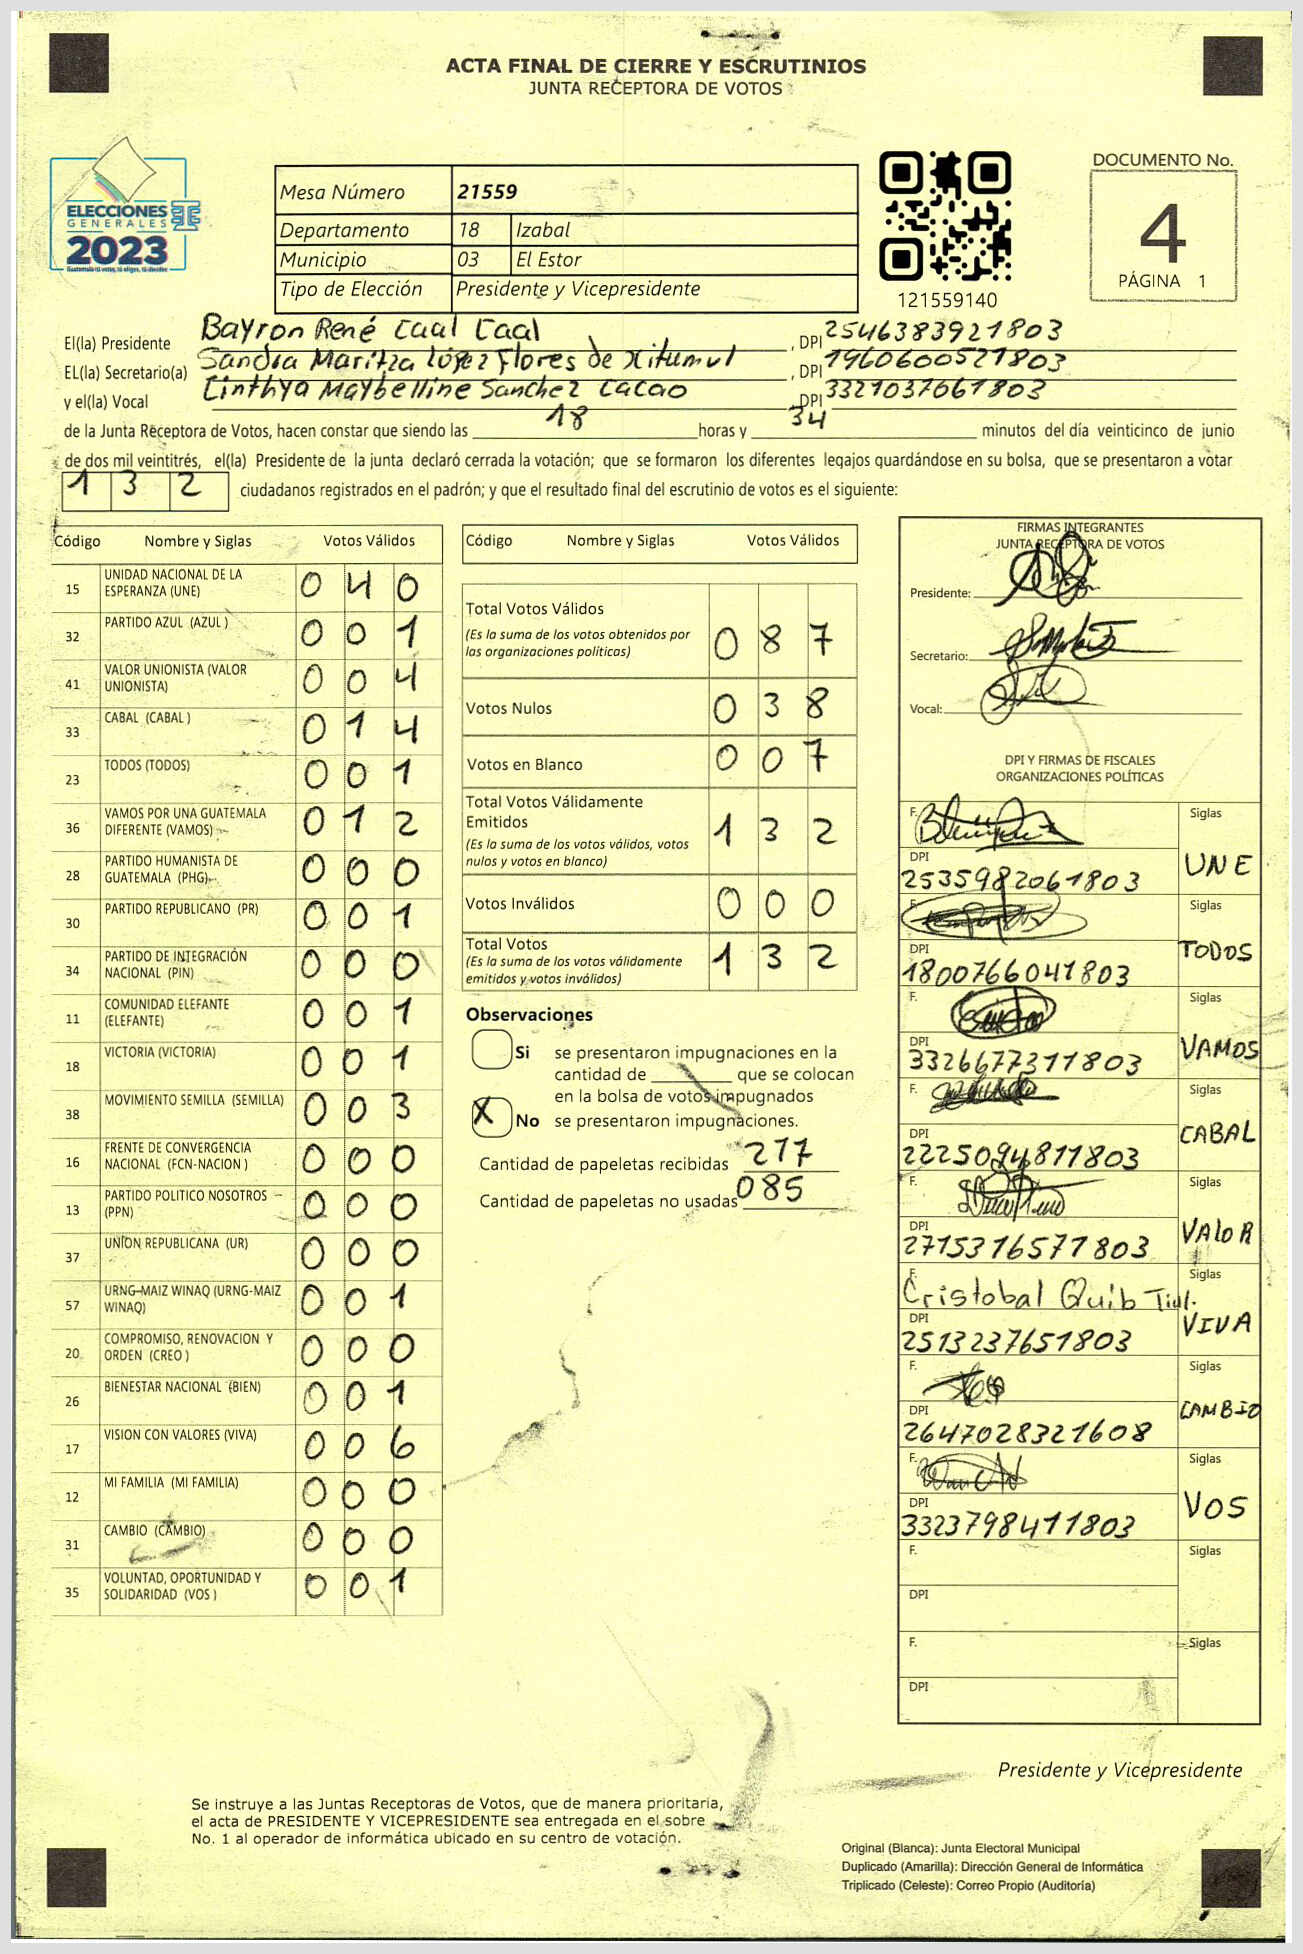 ACTA FINAL DE CIERRE Y ESCRUTINIOS
JUNTA RECEPTORA DE VOTOS
ELECCIONES
GENERALES
2023
Guatemala tú votas, tú eliges, tú decides
Mesa Número 21559
Departamento 18 Izabal
Municipio 03 El Estor
Tipo de Elección Presidente y Vicepresidente
121559140
DOCUMENTO No.
4
PÁGINA 1
El(la) Presidente Bayron René Caal Caal , DPI 2546383921803
EL(la) Secretario(a) Sandra Maritza López Flores de Xitumul , DPI 1960600521803
y el(la) Vocal Cinthya Maybelline Sanchez Cacao , DPI 3321037661803
de la Junta Receptora de Votos, hacen constar que siendo las 18 horas y 34 minutos del día veinticinco de junio
de dos mil veintitrés, el(la) Presidente de la junta declaró cerrada la votación; que se formaron los diferentes legajos guardándose en su bolsa, que se presentaron a votar
1 3 2 ciudadanos registrados en el padrón; y que el resultado final del escrutinio de votos es el siguiente:
Código Nombre y Siglas Votos Válidos
15 UNIDAD NACIONAL DE LA ESPERANZA (UNE) 0 4 0
32 PARTIDO AZUL (AZUL ) 0 0 1
41 VALOR UNIONISTA (VALOR UNIONISTA) 0 0 4
33 CABAL (CABAL ) 0 1 4
23 TODOS (TODOS) 0 0 1
36 VAMOS POR UNA GUATEMALA DIFERENTE (VAMOS) 0 1 2
28 PARTIDO HUMANISTA DE GUATEMALA (PHG) 0 0 0
30 PARTIDO REPUBLICANO (PR) 0 0 1
34 PARTIDO DE INTEGRACIÓN NACIONAL (PIN) 0 0 0
11 COMUNIDAD ELEFANTE (ELEFANTE) 0 0 1
18 VICTORIA (VICTORIA) 0 0 1
38 MOVIMIENTO SEMILLA (SEMILLA) 0 0 3
16 FRENTE DE CONVERGENCIA NACIONAL (FCN-NACION ) 0 0 0
13 PARTIDO POLITICO NOSOTROS (PPN) 0 0 0
37 UNION REPUBLICANA (UR) 0 0 0
57 URNG-MAIZ WINAQ (URNG-MAIZ WINAQ) 0 0 1
20 COMPROMISO, RENOVACION Y ORDEN (CREO ) 0 0 0
26 BIENESTAR NACIONAL (BIEN) 0 0 1
17 VISION CON VALORES (VIVA) 0 0 6
12 MI FAMILIA (MI FAMILIA) 0 0 0
31 CAMBIO (CAMBIO) 0 0 0
35 VOLUNTAD, OPORTUNIDAD Y SOLIDARIDAD (VOS ) 0 0 1
Código Nombre y Siglas Votos Válidos
Total Votos Válidos 0 8 7
(Es la suma de los votos obtenidos por
las organizaciones políticas)
Votos Nulos 0 3 8
Votos en Blanco 0 0 7
Total Votos Válidamente
Emitidos 1 3 2
(Es la suma de los votos válidos, votos
nulos y votos en blanco)
Votos Inválidos 0 0 0
Total Votos 1 3 2
(Es la suma de los votos válidamente
emitidos y votos inválidos)
Observaciones
Si se presentaron impugnaciones en la
cantidad de ________ que se colocan
en la bolsa de votos impugnados
X No se presentaron impugnaciones.
Cantidad de papeletas recibidas 277
Cantidad de papeletas no usadas 085
FIRMAS INTEGRANTES
JUNTA RECEPTORA DE VOTOS
Presidente:
Secretario:
Vocal:
DPI Y FIRMAS DE FISCALES
ORGANIZACIONES POLÍTICAS
F. Siglas
DPI UNE
2535982061803
F. Siglas
DPI TODOS
1800766041803
F. Siglas
DPI VAMOS
3326677311803
F. Siglas
DPI CABAL
2225094811803
F. Siglas
DPI VALOR
2715316571803
F. Siglas
Cristobal Quib Tiul.
DPI VIVA
2513237651803
F. Siglas
DPI CAMBIO
2647028321608
F. Siglas
DPI VOS
3323798411803
F. Siglas
DPI
F. Siglas
DPI
Presidente y Vicepresidente
Se instruye a las Juntas Receptoras de Votos, que de manera prioritaria,
el acta de PRESIDENTE Y VICEPRESIDENTE sea entregada en el sobre
No. 1 al operador de informática ubicado en su centro de votación.
Original (Blanca): Junta Electoral Municipal
Duplicado (Amarilla): Dirección General de Informática
Triplicado (Celeste): Correo Propio (Auditoría)